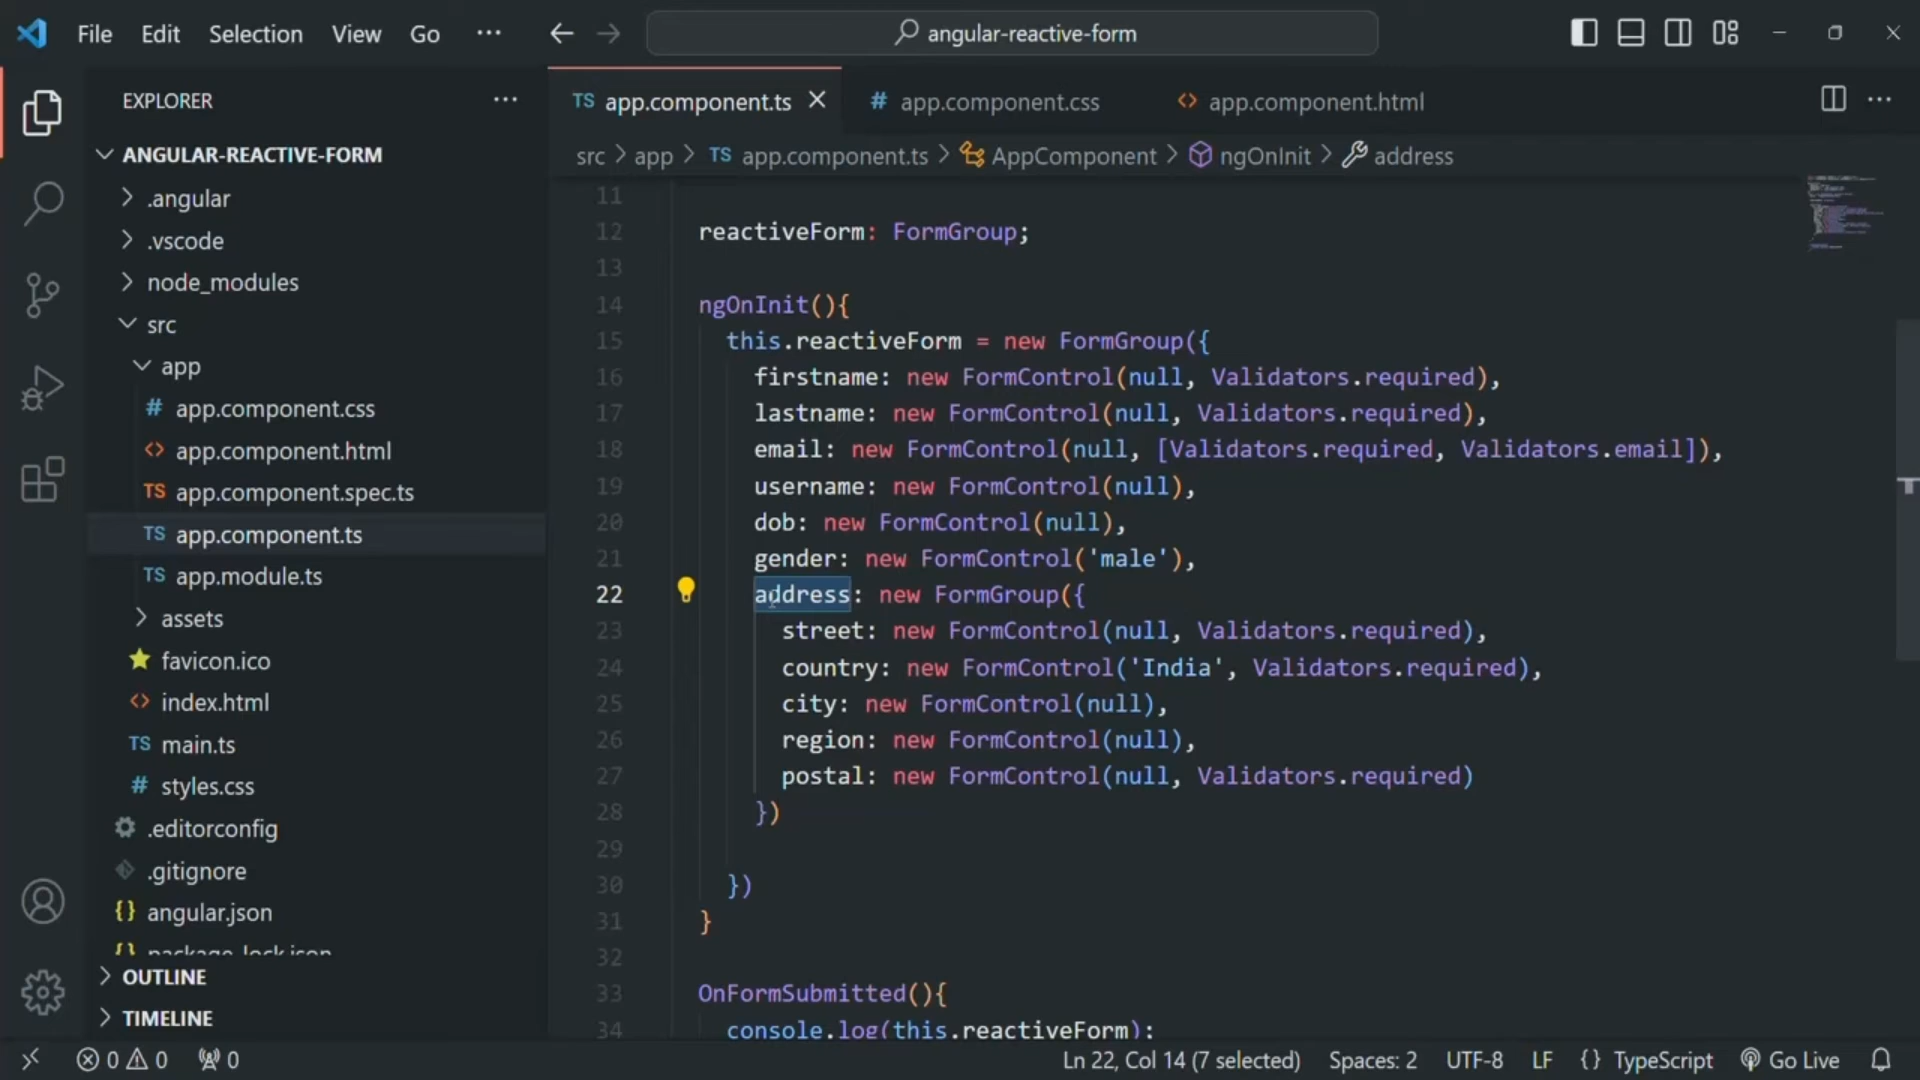 File Edit Selection View Go ··· angular-reactive-form
EXPLORER ···
ANGULAR-REACTIVE-FORM
.angular
.vscode
node_modules
src
app
# app.component.css
<> app.component.html
TS app.component.spec.ts
TS app.component.ts
TS app.module.ts
assets
favicon.ico
<> index.html
TS main.ts
# styles.css
.editorconfig
.gitignore
{} angular.json
{} package-lock.json
OUTLINE
TIMELINE
TS app.component.ts # app.component.css <> app.component.html ···
src > app > TS app.component.ts > AppComponent > ngOnInit > address
11
12 reactiveForm: FormGroup;
13
14 ngOnInit(){
15 this.reactiveForm = new FormGroup({
16 firstname: new FormControl(null, Validators.required),
17 lastname: new FormControl(null, Validators.required),
18 email: new FormControl(null, [Validators.required, Validators.email]),
19 username: new FormControl(null),
20 dob: new FormControl(null),
21 gender: new FormControl('male'),
22 address: new FormGroup({
23 street: new FormControl(null, Validators.required),
24 country: new FormControl('India', Validators.required),
25 city: new FormControl(null),
26 region: new FormControl(null),
27 postal: new FormControl(null, Validators.required)
28 })
29
30 })
31 }
32
33 OnFormSubmitted(){
34 console.log(this.reactiveForm);
0 0 0 Ln 22, Col 14 (7 selected) Spaces: 2 UTF-8 LF {} TypeScript Go Live